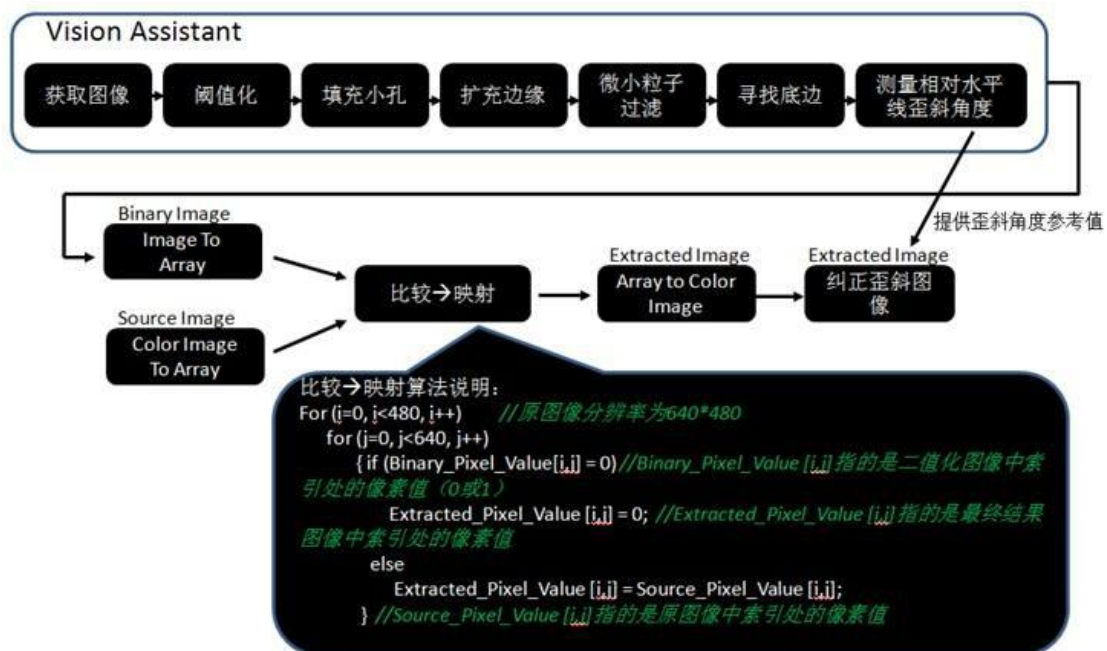 Vision Assistant
获取图像
阈值化
填充小孔
扩充边缘
微小粒子
过滤
寻找底边
测量相对水平
线歪斜角度
提供歪斜角度参考值
Binary Image
Image To
Array
Source Image
Color Image
To Array
比较→映射
Extracted Image
Array to Color
Image
Extracted Image
纠正歪斜图
像
比较→映射算法说明：
For (i=0, i<480, i++) //原图像分辨率为640*480
for (j=0, j<640, j++)
{ if (Binary_Pixel_Value[i,j] = 0) //Binary_Pixel_Value [i,j] 指的是二值化图像中索
引处的像素值（0或1）
Extracted_Pixel_Value [i,j] = 0; //Extracted_Pixel_Value [i,j] 指的是最终结果
图像中索引处的像素值
else
Extracted_Pixel_Value [i,j] = Source_Pixel_Value [i,j];
} //Source_Pixel_Value [i,j] 指的是原图像中索引处的像素值